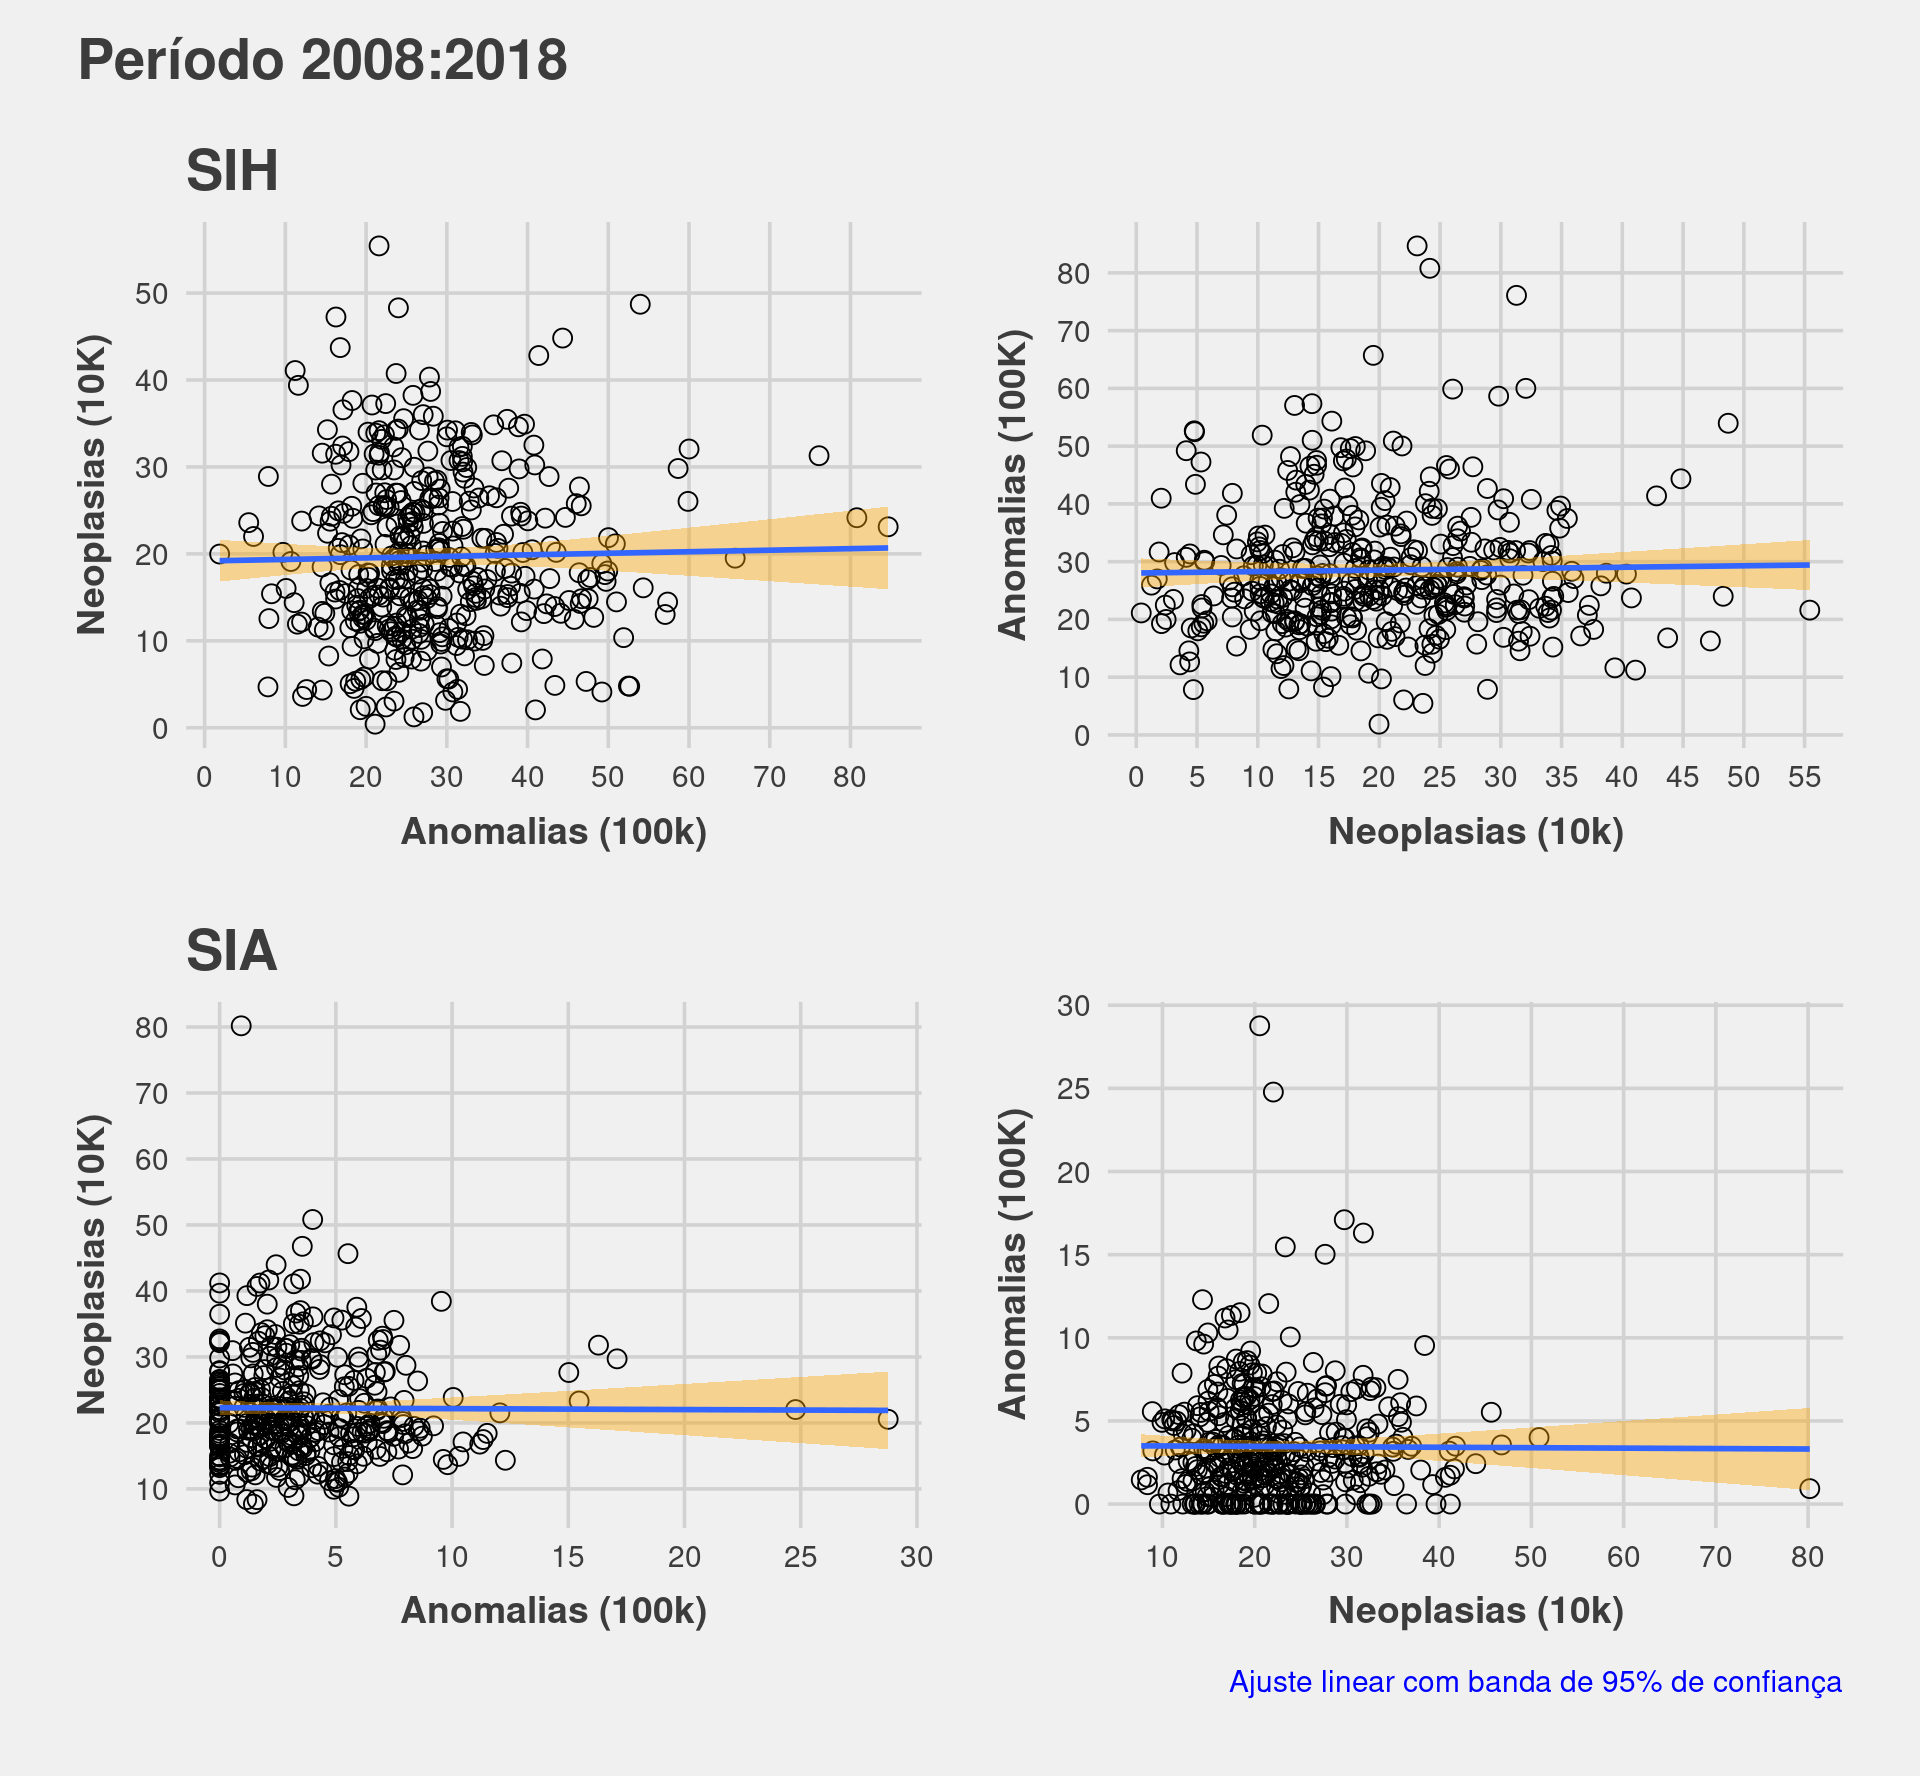 Período 2008:2018
SIH
Neoplasias (10K)
50
40
30
20
10
0
0 10 20 30 40 50 60 70 80
Anomalias (100k)
Anomalias (100K)
80
70
60
50
40
30
20
10
0
0 5 10 15 20 25 30 35 40 45 50 55
Neoplasias (10k)
SIA
Neoplasias (10K)
80
70
60
50
40
30
20
10
0 5 10 15 20 25 30
Anomalias (100k)
Anomalias (100K)
30
25
20
15
10
5
0
10 20 30 40 50 60 70 80
Neoplasias (10k)
Ajuste linear com banda de 95% de confiança